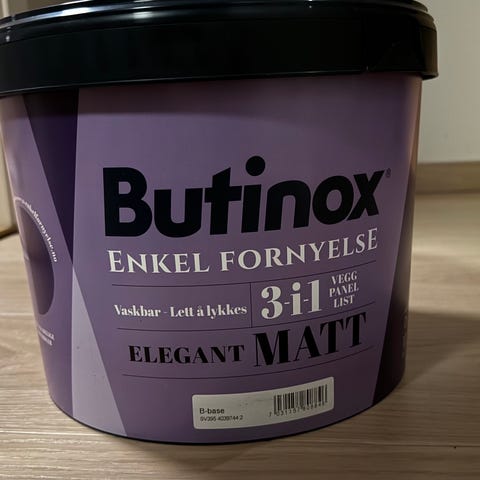 Butinox
ENKEL FORNYELSE
Vaskbar - Lett å lykkes
3-i-1
VEGG
PANEL
LIST
ELEGANT MATT
B-base